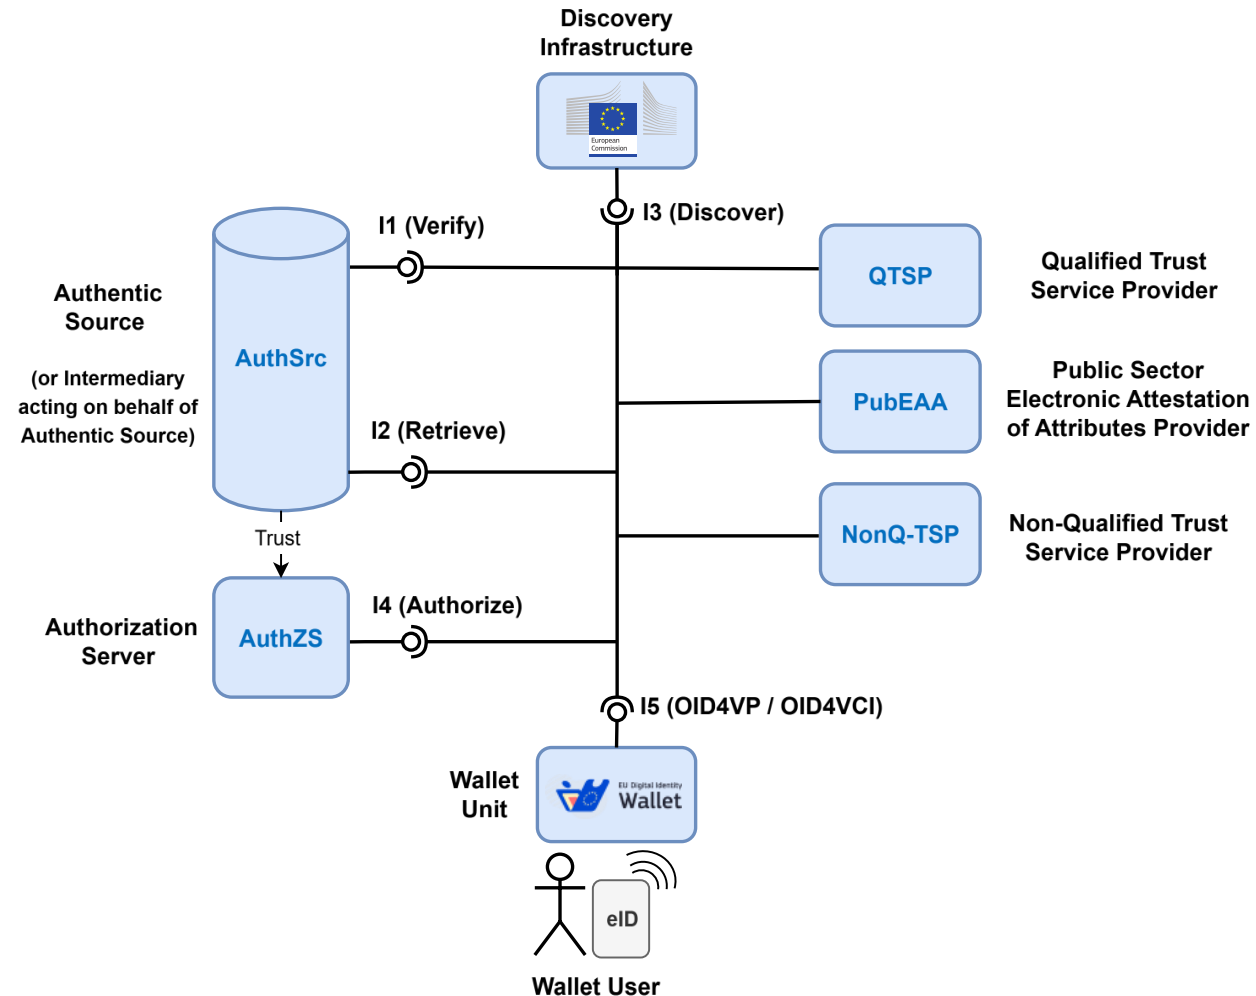 Discovery
Infrastructure
European
Commission
I3 (Discover)
I1 (Verify)
QTSP
Qualified Trust
Service Provider
Authentic
Source
(or Intermediary
acting on behalf of
Authentic Source)
AuthSrc
PubEAA
Public Sector
Electronic Attestation
of Attributes Provider
I2 (Retrieve)
NonQ-TSP
Non-Qualified Trust
Service Provider
Trust
I4 (Authorize)
Authorization
Server
AuthZS
I5 (OID4VP / OID4VCI)
Wallet
Unit
EU Digital Identity
Wallet
eID
Wallet User